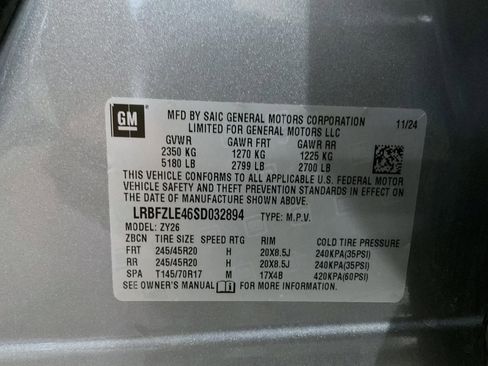 GM
MFD BY SAIC GENERAL MOTORS CORPORATION 11/24
LIMITED FOR GENERAL MOTORS LLC
GVWR GAWR FRT GAWR RR
2350 KG 1270 KG 1225 KG
5180 LB 2799 LB 2700 LB
THIS VEHICLE CONFORMS TO ALL APPLICABLE U.S. FEDERAL MOTOR
VEHICLE SAFETY AND THEFT PREVENTION STANDARDS IN EFFECT ON
THE DATE OF MANUFACTURE SHOWN ABOVE.
LRBFZLE46SD032894 TYPE: M.P.V.
MODEL: ZY26
ZBCN TIRE SIZE SPEED RTG RIM COLD TIRE PRESSURE
FRT 245/45R20 H 20X8.5J 240KPA(35PSI)
RR 245/45R20 H 20X8.5J 240KPA(35PSI)
SPA T145/70R17 M 17X4B 420KPA(60PSI)
SEE OWNER'S MANUAL FOR MORE INFORMATION.